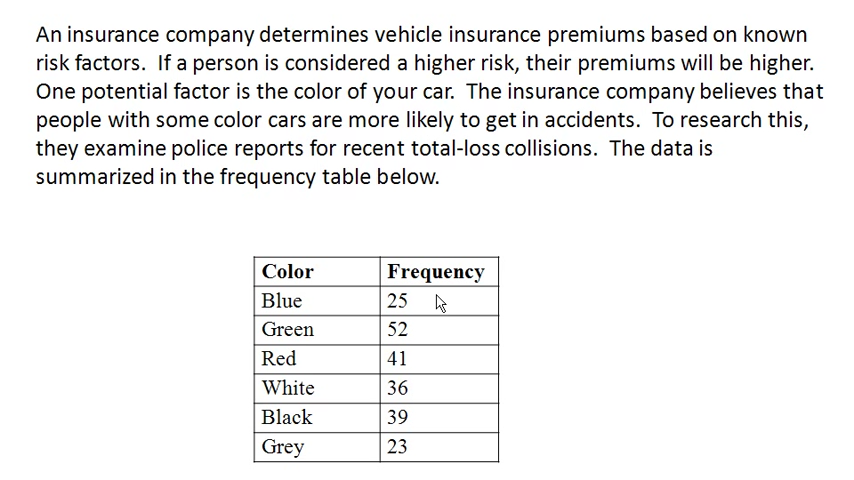 An insurance company determines vehicle insurance premiums based on known
risk factors.  If a person is considered a higher risk, their premiums will be higher.
One potential factor is the color of your car.  The insurance company believes that
people with some color cars are more likely to get in accidents.  To research this,
they examine police reports for recent total-loss collisions.  The data is
summarized in the frequency table below.
Color Frequency
Blue 25
Green 52
Red 41
White 36
Black 39
Grey 23